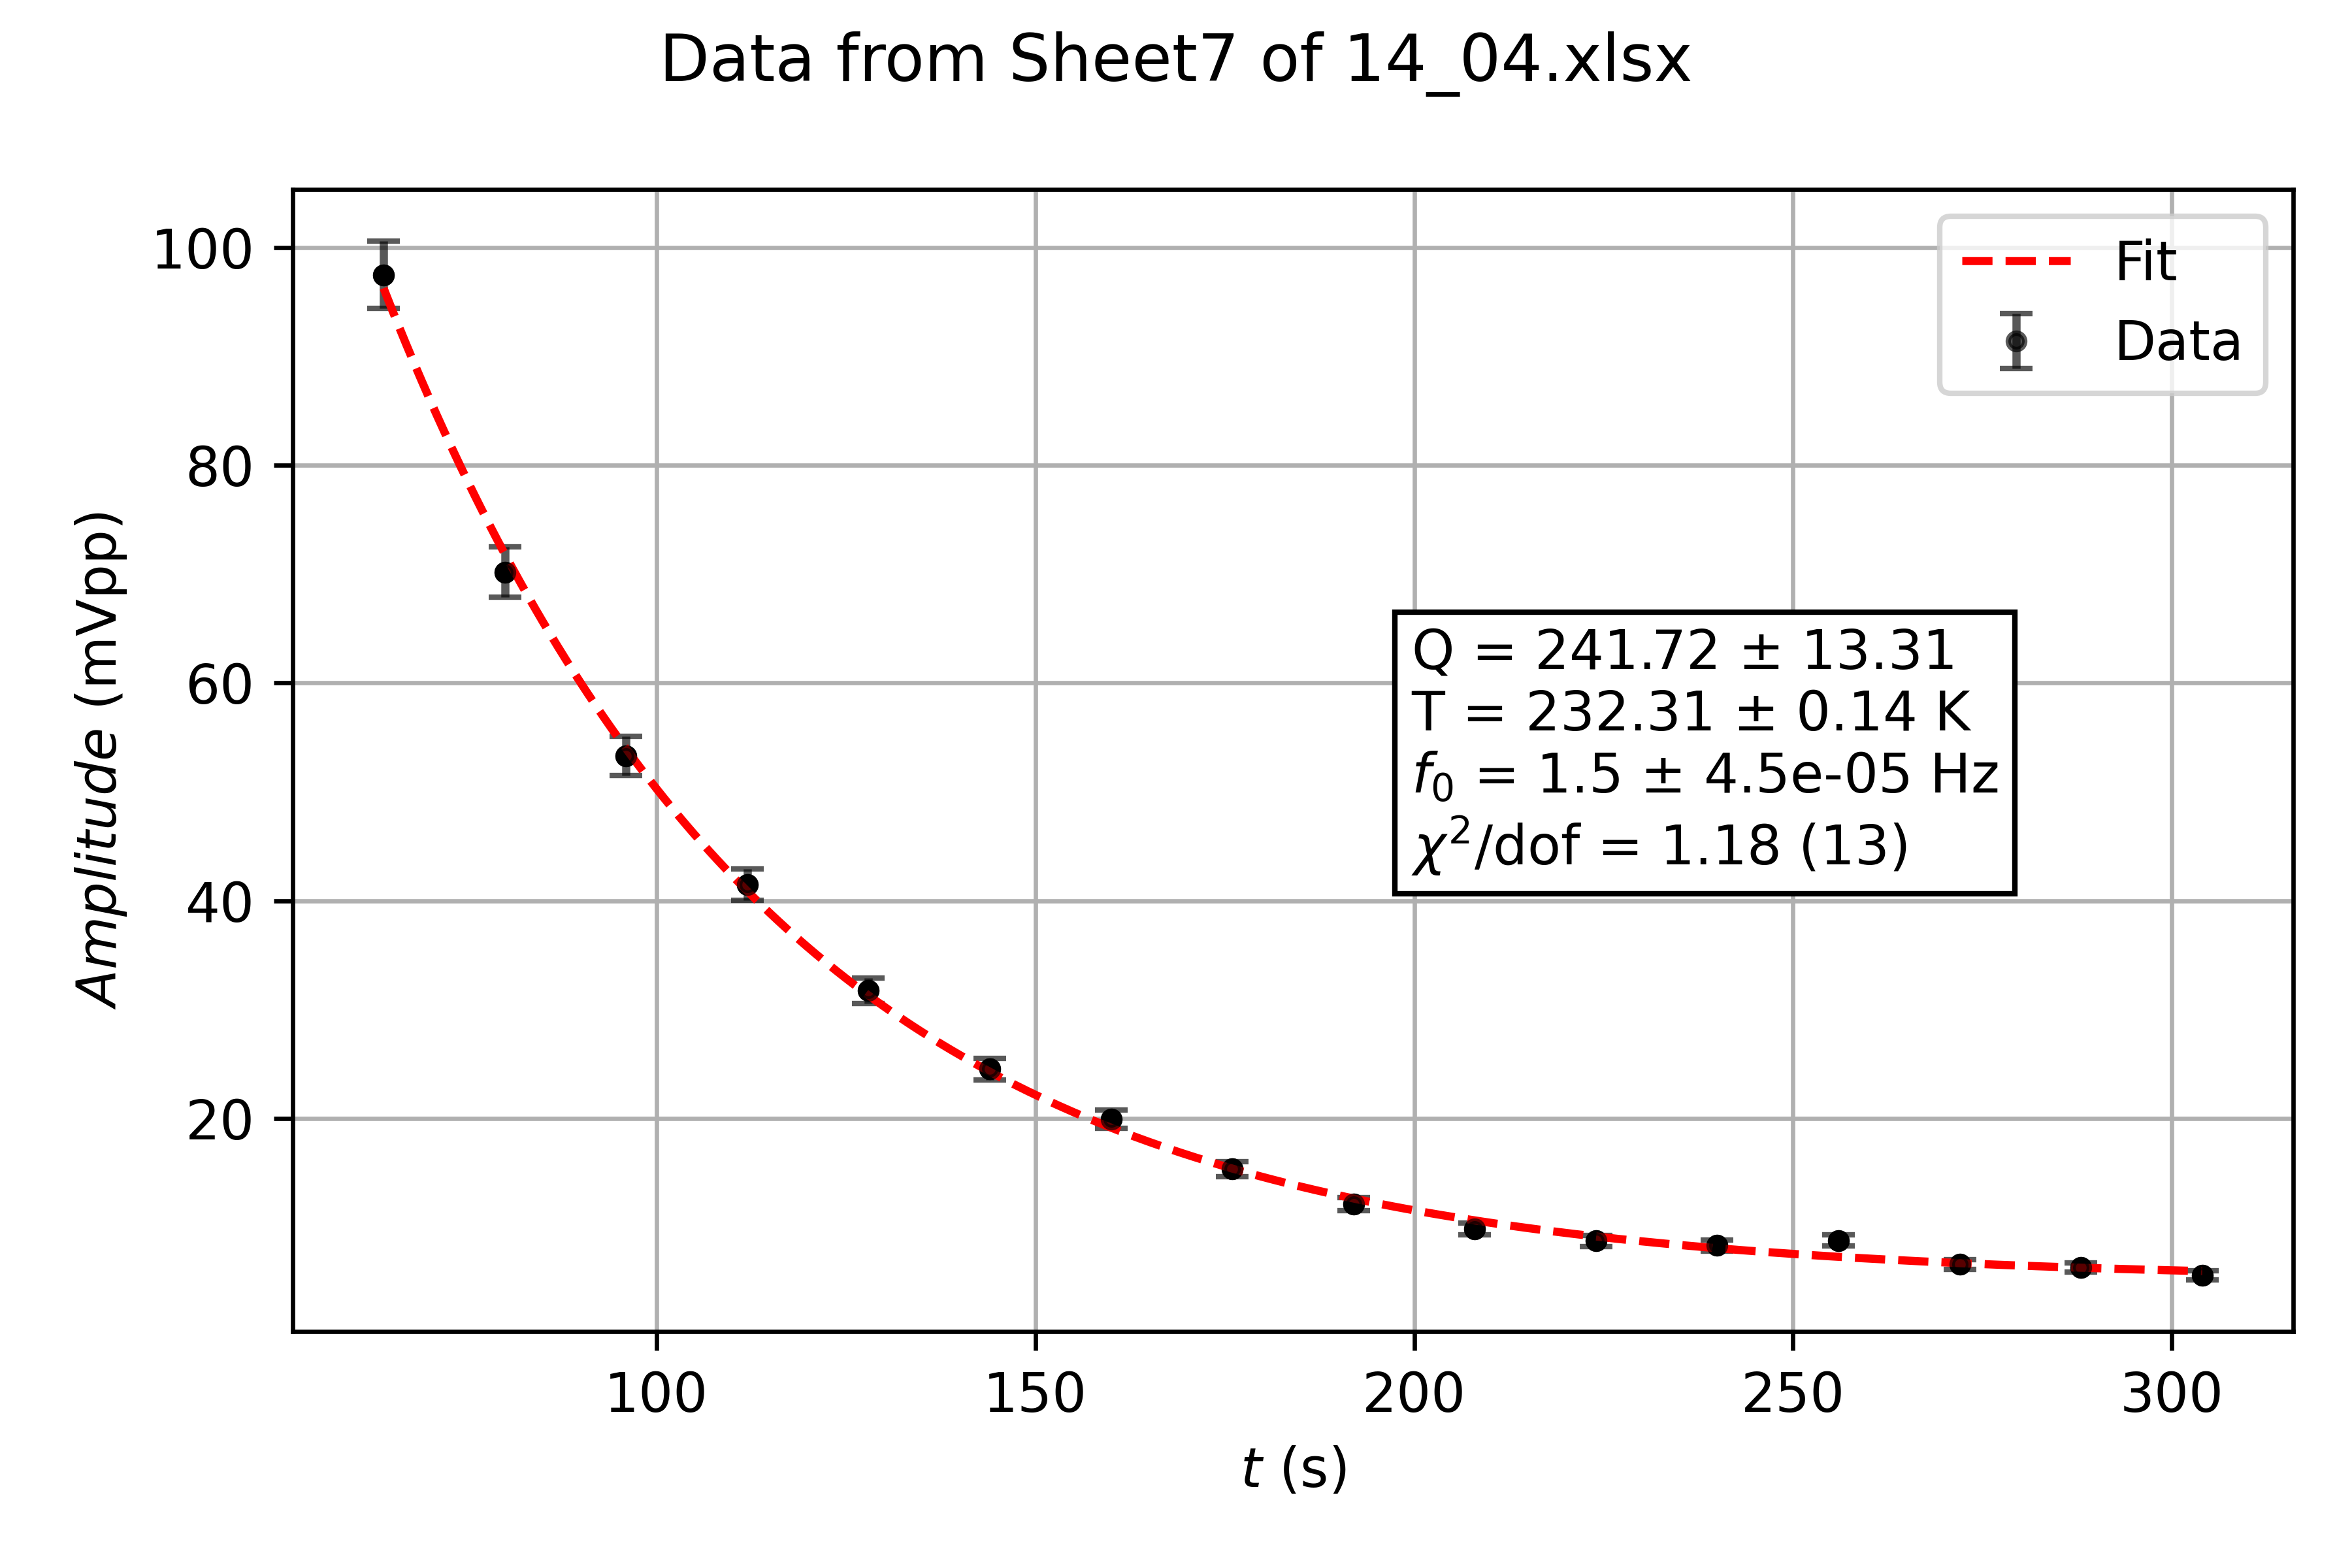 Data from Sheet7 of 14_04.xlsx
100
80
60
40
20
Amplitude (mVpp)
Fit
Data
Q = 241.72 ± 13.31
T = 232.31 ± 0.14 K
f₀ = 1.5 ± 4.5e-05 Hz
χ²/dof = 1.18 (13)
100 150 200 250 300
t (s)